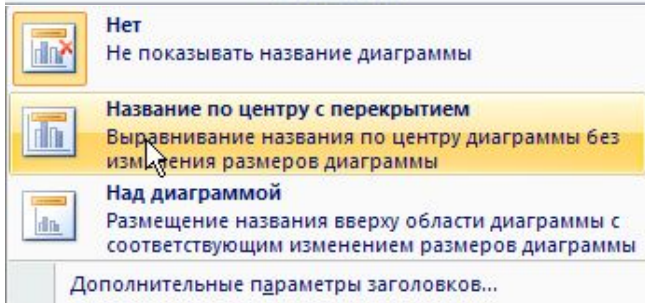 Нет
Не показывать название диаграммы
Название по центру с перекрытием
Выравнивание названия по центру диаграммы без
изменения размеров диаграммы
Над диаграммой
Размещение названия вверху области диаграммы с
соответствующим изменением размеров диаграммы
Дополнительные параметры заголовков...